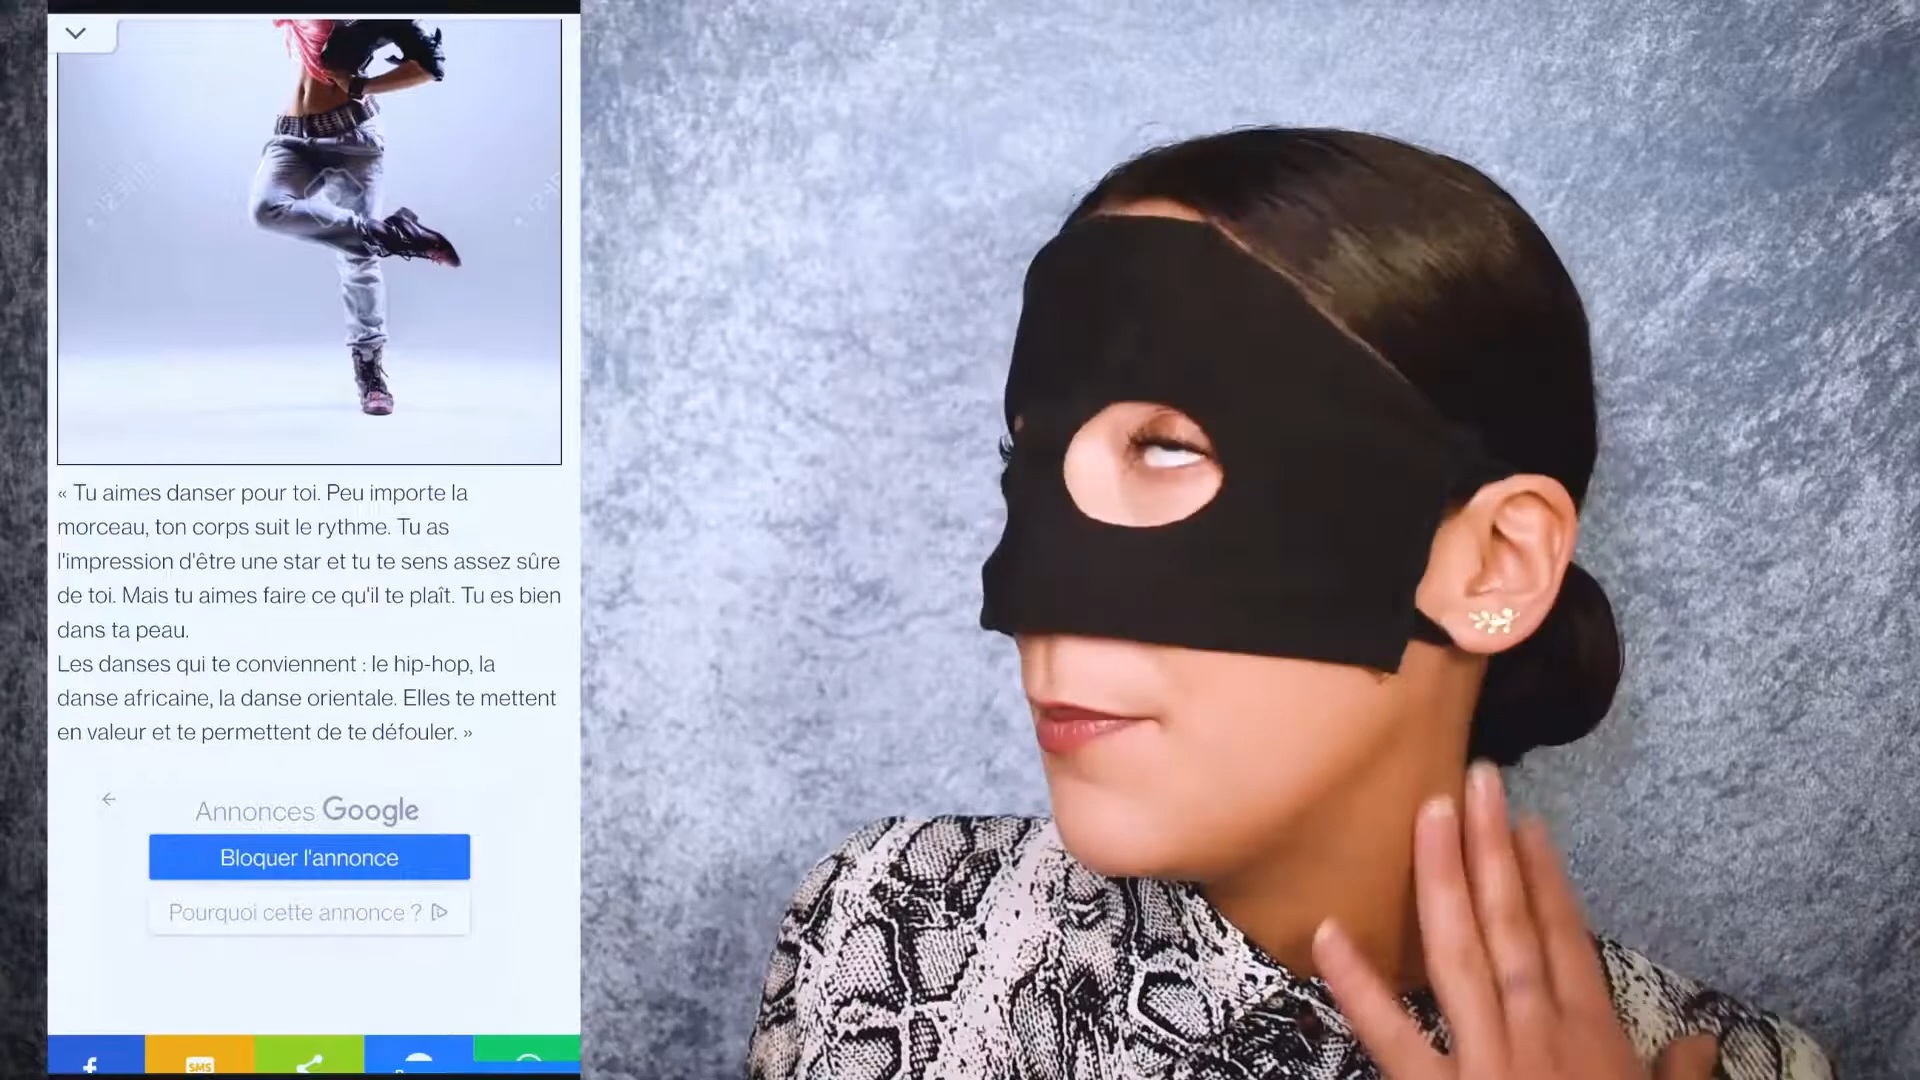 « Tu aimes danser pour toi. Peu importe la
morceau, ton corps suit le rythme. Tu as
l'impression d'être une star et tu te sens assez sûre
de toi. Mais tu aimes faire ce qu'il te plaît. Tu es bien
dans ta peau.
Les danses qui te conviennent : le hip-hop, la
danse africaine, la danse orientale. Elles te mettent
en valeur et te permettent de te défouler. »
Annonces Google
Bloquer l'annonce
Pourquoi cette annonce ?
f
SMS